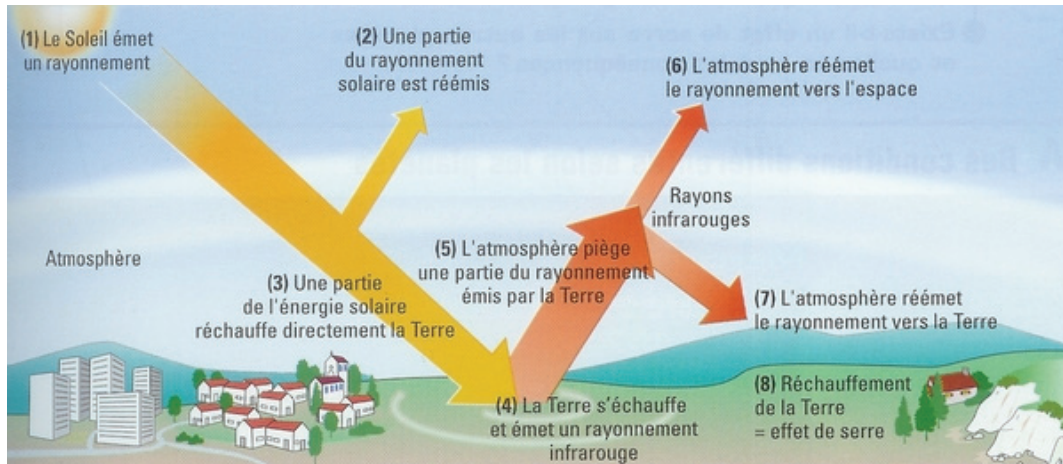 (1) Le Soleil émet
un rayonnement
(2) Une partie
du rayonnement
solaire est réémis
(6) L'atmosphère réémet
le rayonnement vers l'espace
Rayons
infrarouges
Atmosphère
(5) L'atmosphère piège
une partie du rayonnement
émis par la Terre
(3) Une partie
de l'énergie solaire
réchauffe directement la Terre
(7) L'atmosphère réémet
le rayonnement vers la Terre
(4) La Terre s'échauffe
et émet un rayonnement
infrarouge
(8) Réchauffement
de la Terre
= effet de serre